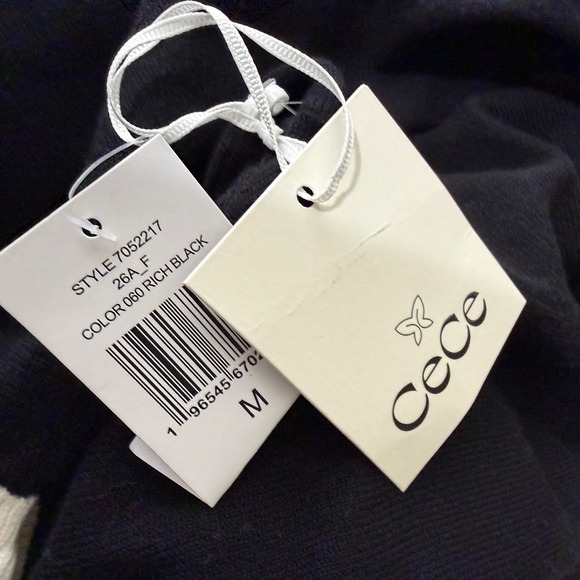 STYLE 7052217
26A_F
COLOR 060 RICH BLACK
1 96545 6702
M
CeCe